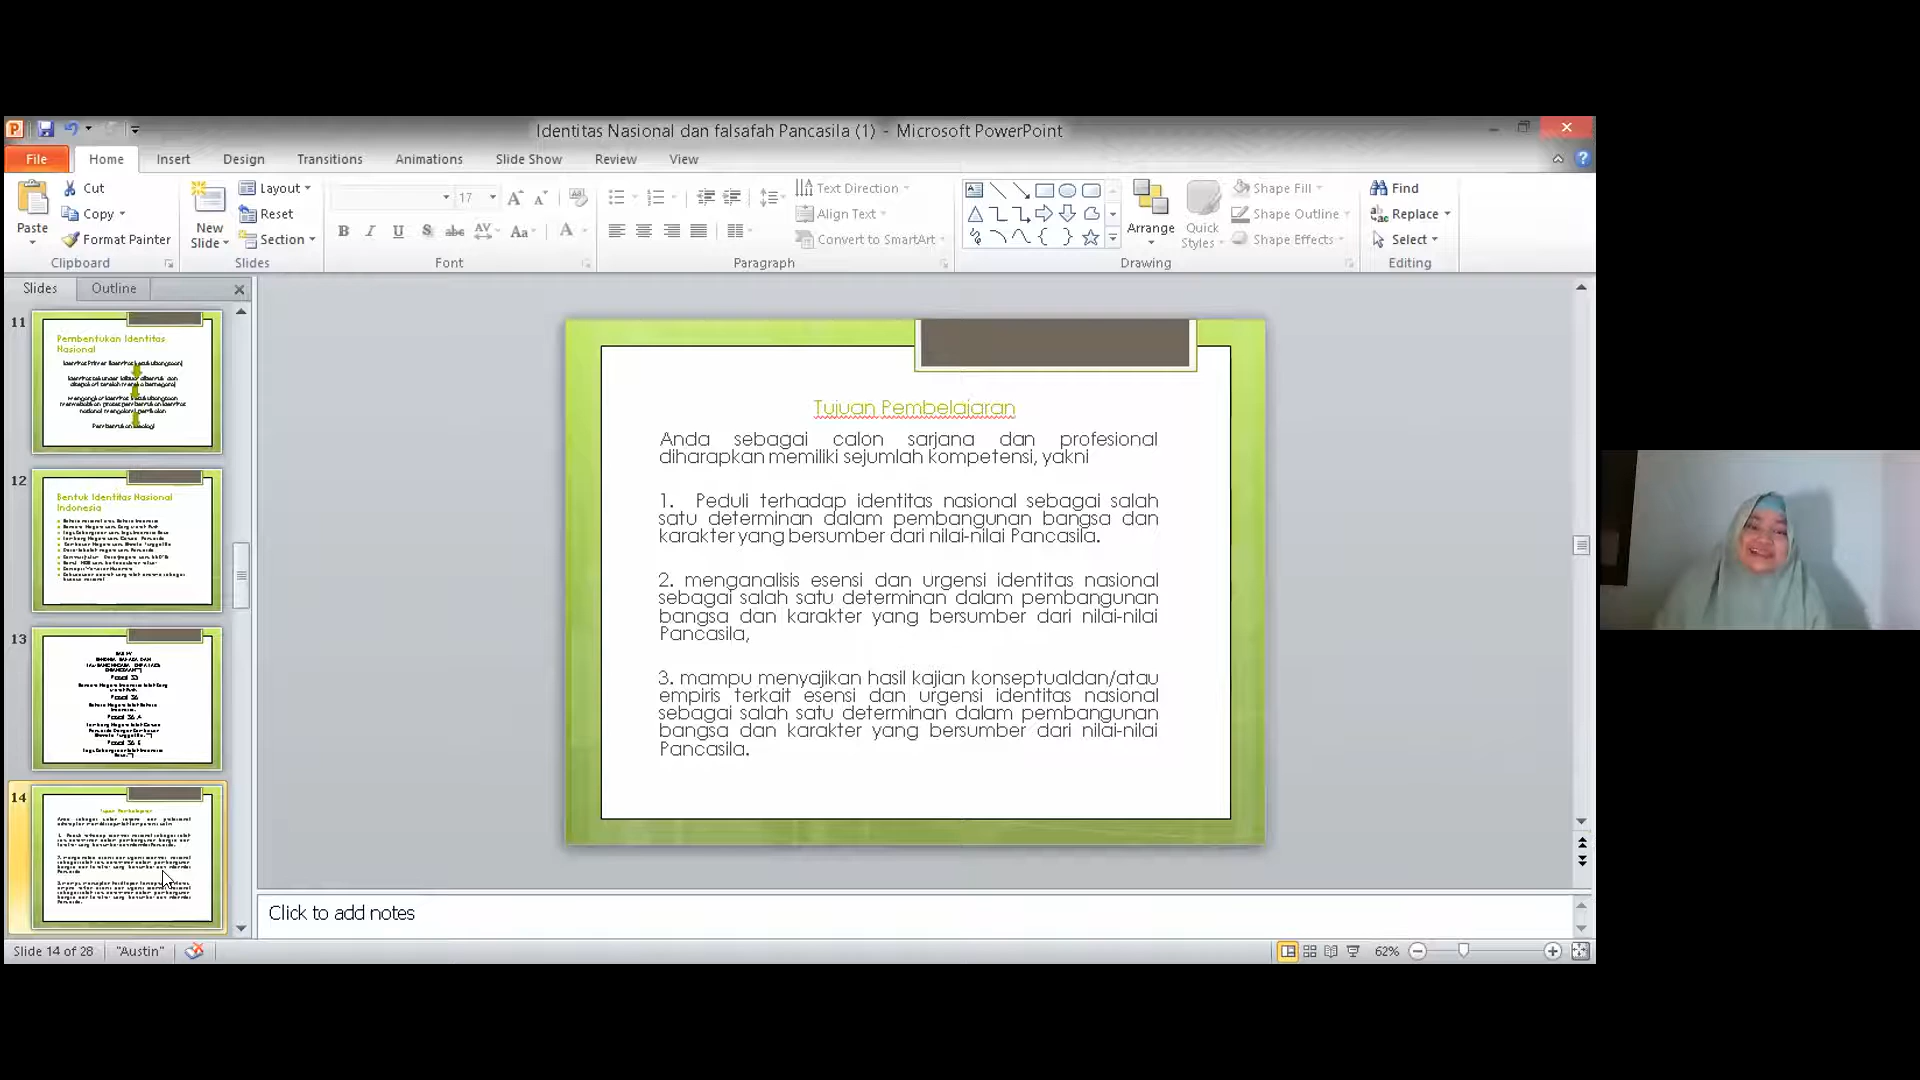 Identitas Nasional dan falsafah Pancasila (1) - Microsoft PowerPoint
File Home Insert Design Transitions Animations Slide Show Review View
Paste
Cut
Copy
Format Painter
Clipboard
New Slide
Layout
Reset
Section
Slides
17
Font
Text Direction
Align Text
Convert to SmartArt
Paragraph
Arrange
Quick Styles
Shape Fill
Shape Outline
Shape Effects
Drawing
Find
Replace
Select
Editing
Slides Outline
11
Pembentukan Identitas
Nasional
12
Bentuk Identitas Nasional
Indonesia
13
14
Tujuan Pembelajaran
Anda sebagai calon sarjana dan profesional
diharapkan memiliki sejumlah kompetensi, yakni
1. Peduli terhadap identitas nasional sebagai salah
satu determinan dalam pembangunan bangsa dan
karakter yang bersumber dari nilai-nilai Pancasila.
2. menganalisis esensi dan urgensi identitas nasional
sebagai salah satu determinan dalam pembangunan
bangsa dan karakter yang bersumber dari nilai-nilai
Pancasila,
3. mampu menyajikan hasil kajian konseptualdan/atau
empiris terkait esensi dan urgensi identitas nasional
sebagai salah satu determinan dalam pembangunan
bangsa dan karakter yang bersumber dari nilai-nilai
Pancasila.
Click to add notes
Slide 14 of 28 "Austin" 62%